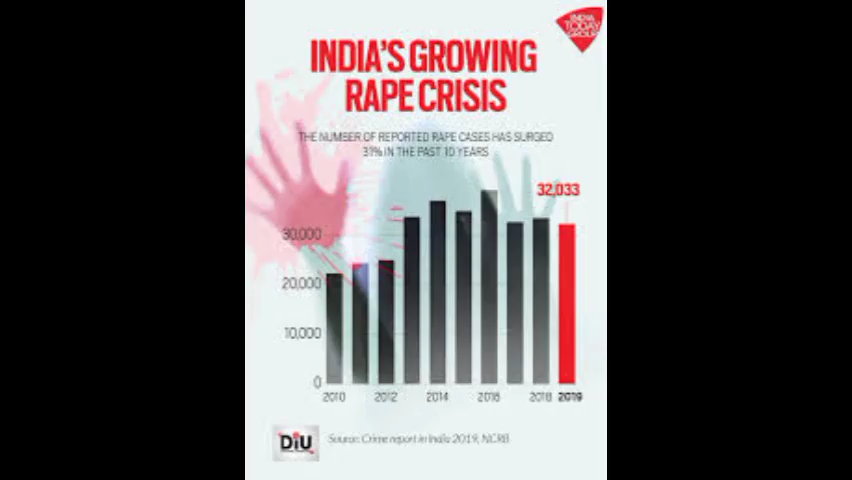 INDIA
TODAY
GROUP
INDIA'S GROWING
RAPE CRISIS
THE NUMBER OF REPORTED RAPE CASES HAS SURGED
31% IN THE PAST 10 YEARS
32,033
30,000
20,000
10,000
0
2010 2012 2014 2016 2018 2019
DiU
Source: Crime report in India 2019, NCRB